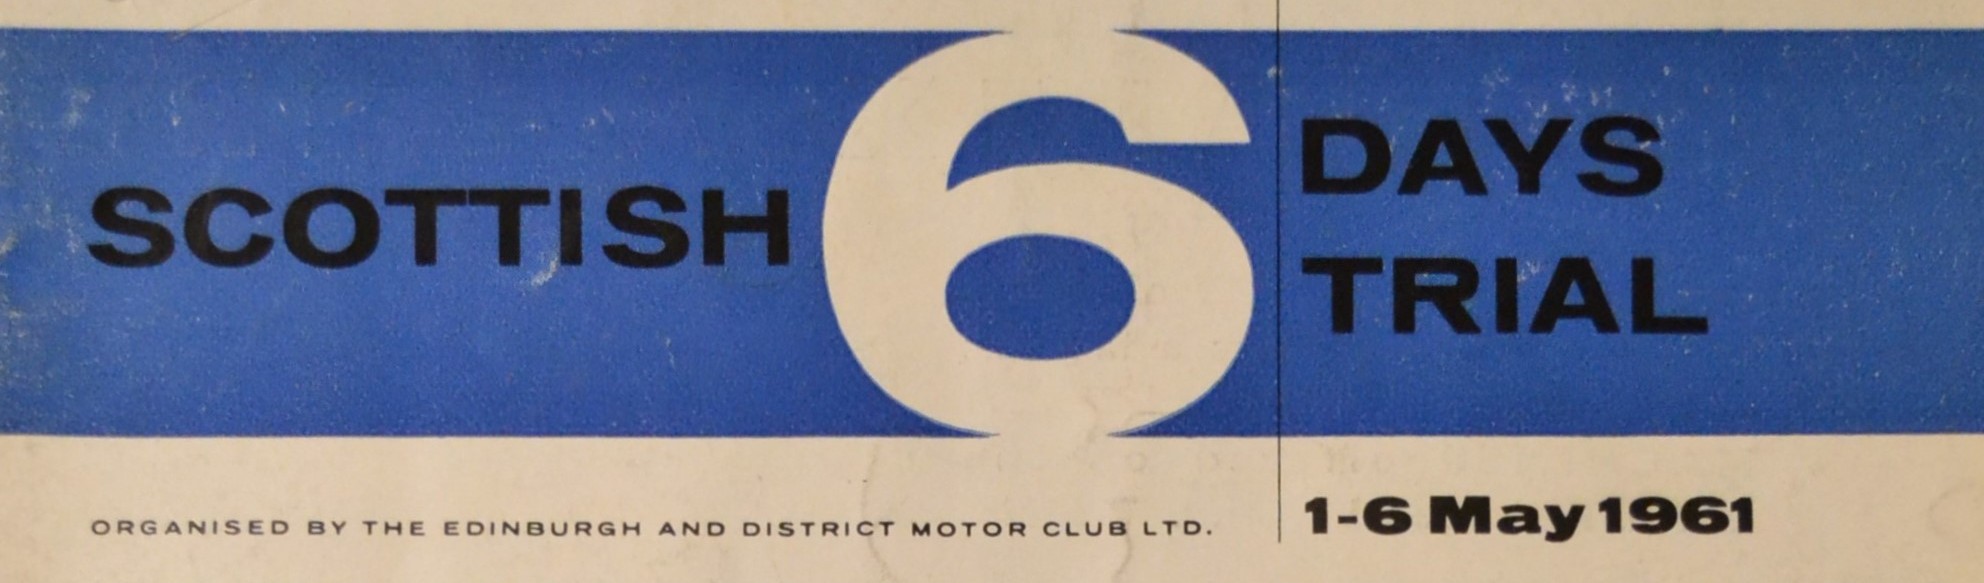 SCOTTISH 6 DAYS
TRIAL
ORGANISED BY THE EDINBURGH AND DISTRICT MOTOR CLUB LTD.
1-6 May 1961